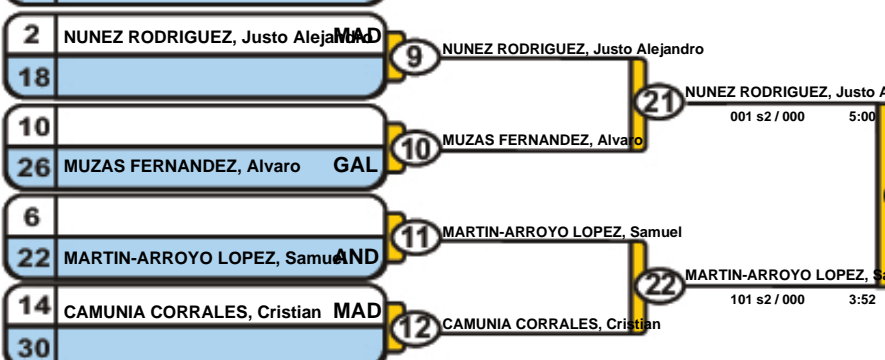 2 NUNEZ RODRIGUEZ, Justo Alejandro MAD
18
9 NUNEZ RODRIGUEZ, Justo Alejandro
21 NUNEZ RODRIGUEZ, Justo A
001 s2 / 000 5:00
10
26 MUZAS FERNANDEZ, Alvaro GAL
10 MUZAS FERNANDEZ, Alvaro
6
22 MARTIN-ARROYO LOPEZ, Samuel AND
11 MARTIN-ARROYO LOPEZ, Samuel
22 MARTIN-ARROYO LOPEZ, Sa
101 s2 / 000 3:52
14 CAMUNIA CORRALES, Cristian MAD
30
12 CAMUNIA CORRALES, Cristian